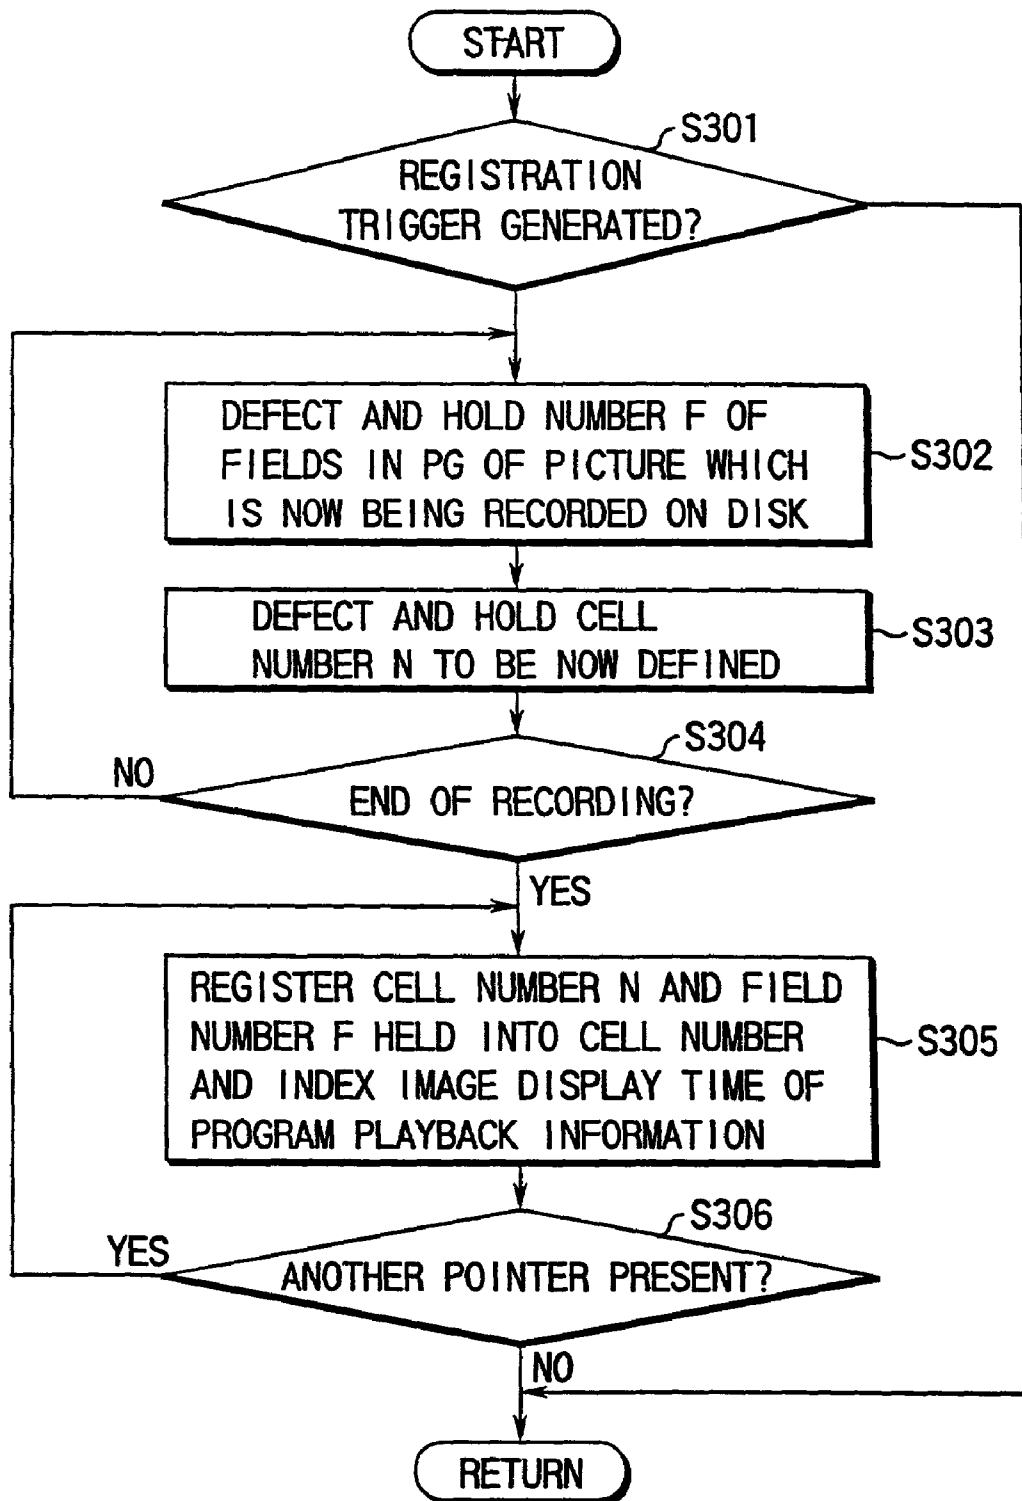 START
S301
REGISTRATION
TRIGGER GENERATED?
DEFECT AND HOLD NUMBER F OF
FIELDS IN PG OF PICTURE WHICH
IS NOW BEING RECORDED ON DISK
S302
DEFECT AND HOLD CELL
NUMBER N TO BE NOW DEFINED
S303
S304
NO
END OF RECORDING?
YES
REGISTER CELL NUMBER N AND FIELD
NUMBER F HELD INTO CELL NUMBER
AND INDEX IMAGE DISPLAY TIME OF
PROGRAM PLAYBACK INFORMATION
S305
S306
YES
ANOTHER POINTER PRESENT?
NO
RETURN